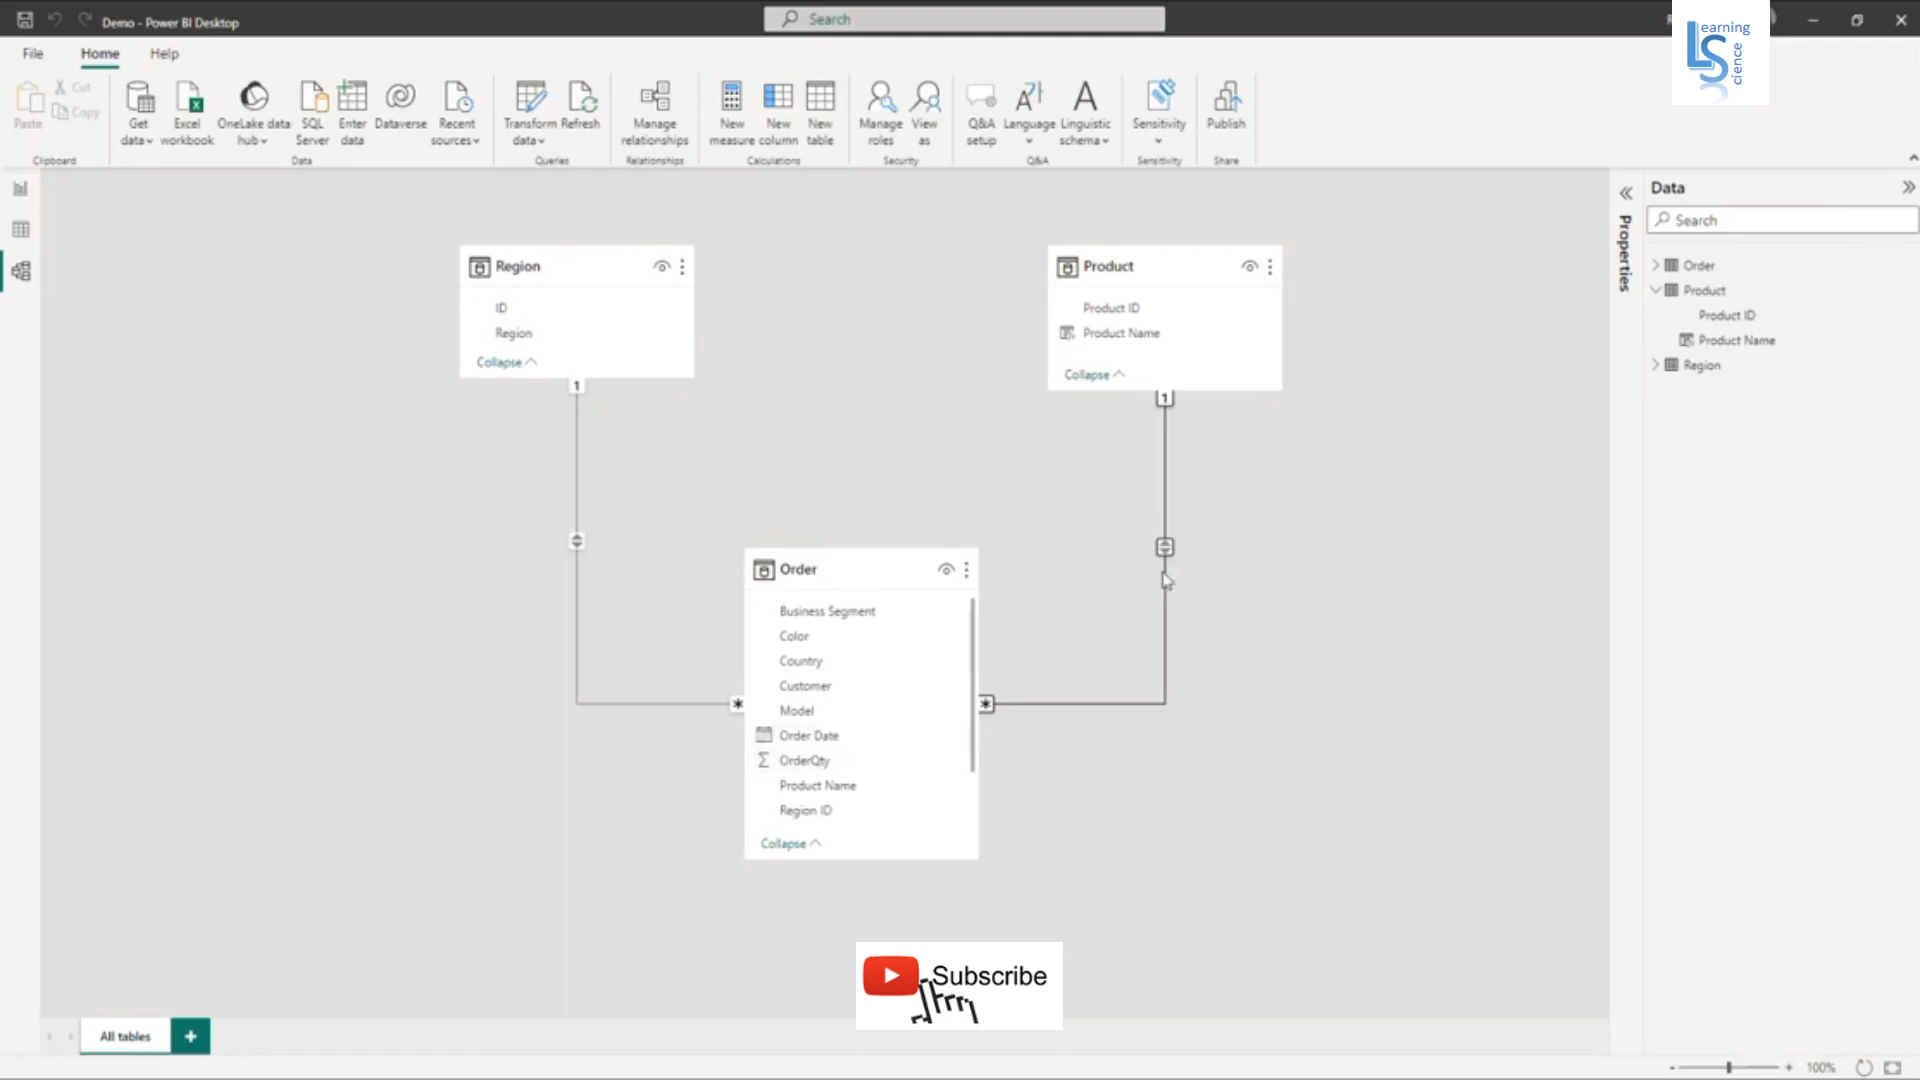 Demo - Power BI Desktop
Search
Learning Science
File Home Help
Paste
Cut
Copy
Get data
Excel workbook
OneLake data hub
SQL Server
Enter data
Dataverse
Recent sources
Transform data
Refresh
Manage relationships
New measure
New column
New table
Manage roles
View as
Q&A setup
Language
Linguistic schema
Sensitivity
Publish
Clipboard
Data
Queries
Relationships
Calculations
Security
Q&A
Sensitivity
Share
Region
ID
Region
Collapse
1
Product
Product ID
Product Name
Collapse
1
Order
Business Segment
Color
Country
Customer
Model
Order Date
OrderQty
Product Name
Region ID
Collapse
*
*
Properties
Data
Search
Order
Product
Product ID
Product Name
Region
Subscribe
All tables
100%